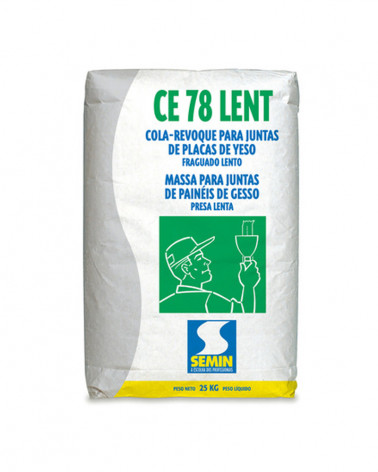 CE 78 LENT
COLA-REVOQUE PARA JUNTAS
DE PLACAS DE YESO
FRAGUADO LENTO
MASSA PARA JUNTAS
DE PAINÉIS DE GESSO
PRESA LENTA
SEMIN
PESO NETO 25 KG PESO LÍQUIDO